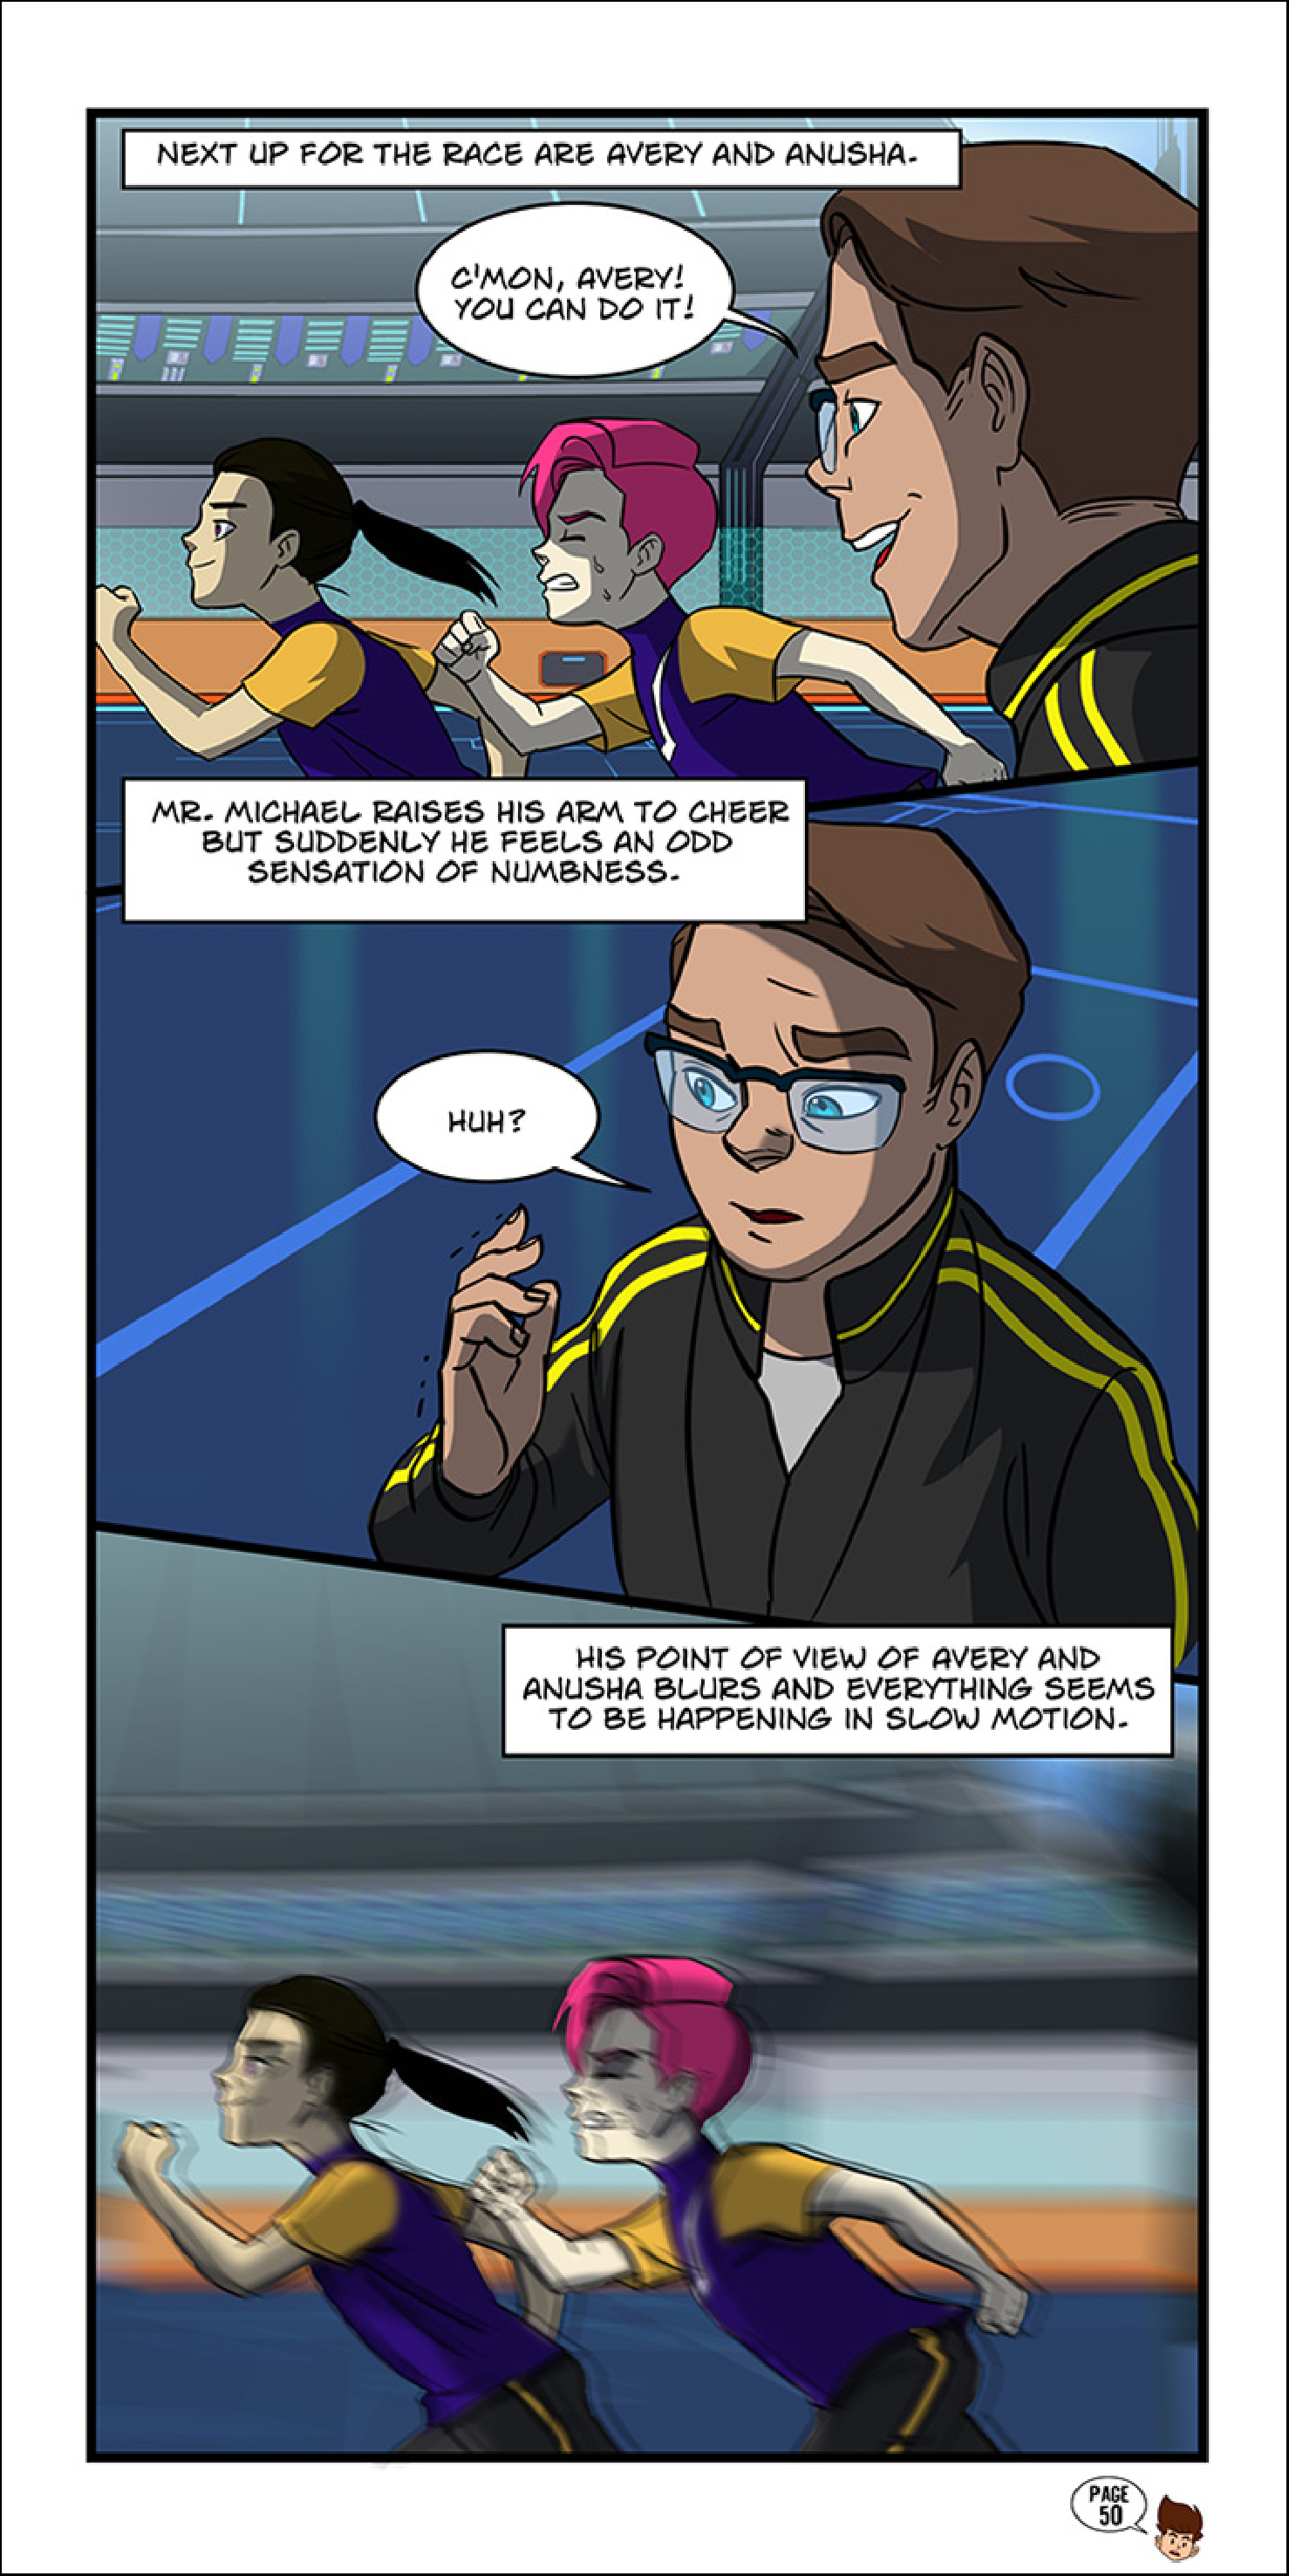 NEXT UP FOR THE RACE ARE AVERY AND ANUSHA.
C'MON, AVERY!
YOU CAN DO IT!
MR. MICHAEL RAISES HIS ARM TO CHEER
BUT SUDDENLY HE FEELS AN ODD
SENSATION OF NUMBNESS.
HUH?
HIS POINT OF VIEW OF AVERY AND
ANUSHA BLURS AND EVERYTHING SEEMS
TO BE HAPPENING IN SLOW MOTION.
PAGE
50